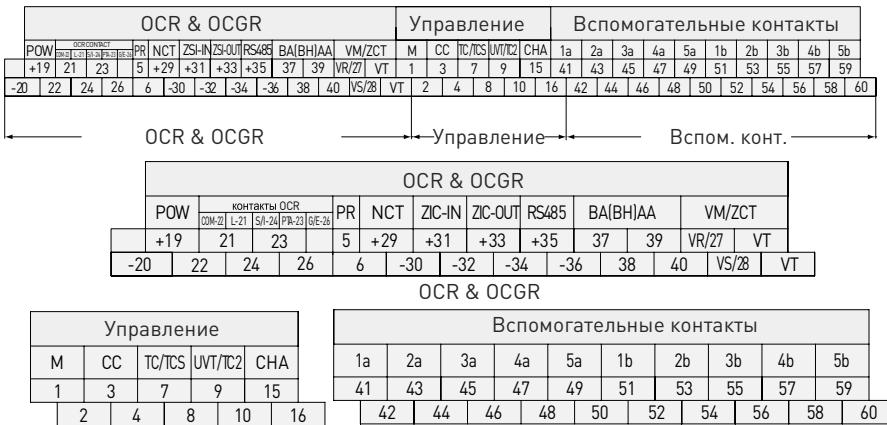 OCR & OCGR Управление Вспомогательные контакты
POW OCR CONTACT PR NCT ZSI-IN ZSI-OUT RS485 BA(BH)AA VM/ZCT M CC TC/TCS UVT/TC2 CHA 1a 2a 3a 4a 5a 1b 2b 3b 4b 5b
COM-22 L-21 S/I-24 PTA-23 G/E-26
+19 21 23 5 +29 +31 +33 +35 37 39 VR/27 VT 1 3 7 9 15 41 43 45 47 49 51 53 55 57 59
-20 22 24 26 6 -30 -32 -34 -36 38 40 VS/28 VT 2 4 8 10 16 42 44 46 48 50 52 54 56 58 60
OCR & OCGR Управление Вспом. конт.
OCR & OCGR
POW контакты OCR PR NCT ZIC-IN ZIC-OUT RS485 BA(BH)AA VM/ZCT
COM-22 L-21 S/I-24 PTA-23 G/E-26
+19 21 23 5 +29 +31 +33 +35 37 39 VR/27 VT
-20 22 24 26 6 -30 -32 -34 -36 38 40 VS/28 VT
OCR & OCGR
Управление
M CC TC/TCS UVT/TC2 CHA
1 3 7 9 15
2 4 8 10 16
Вспомогательные контакты
1a 2a 3a 4a 5a 1b 2b 3b 4b 5b
41 43 45 47 49 51 53 55 57 59
42 44 46 48 50 52 54 56 58 60